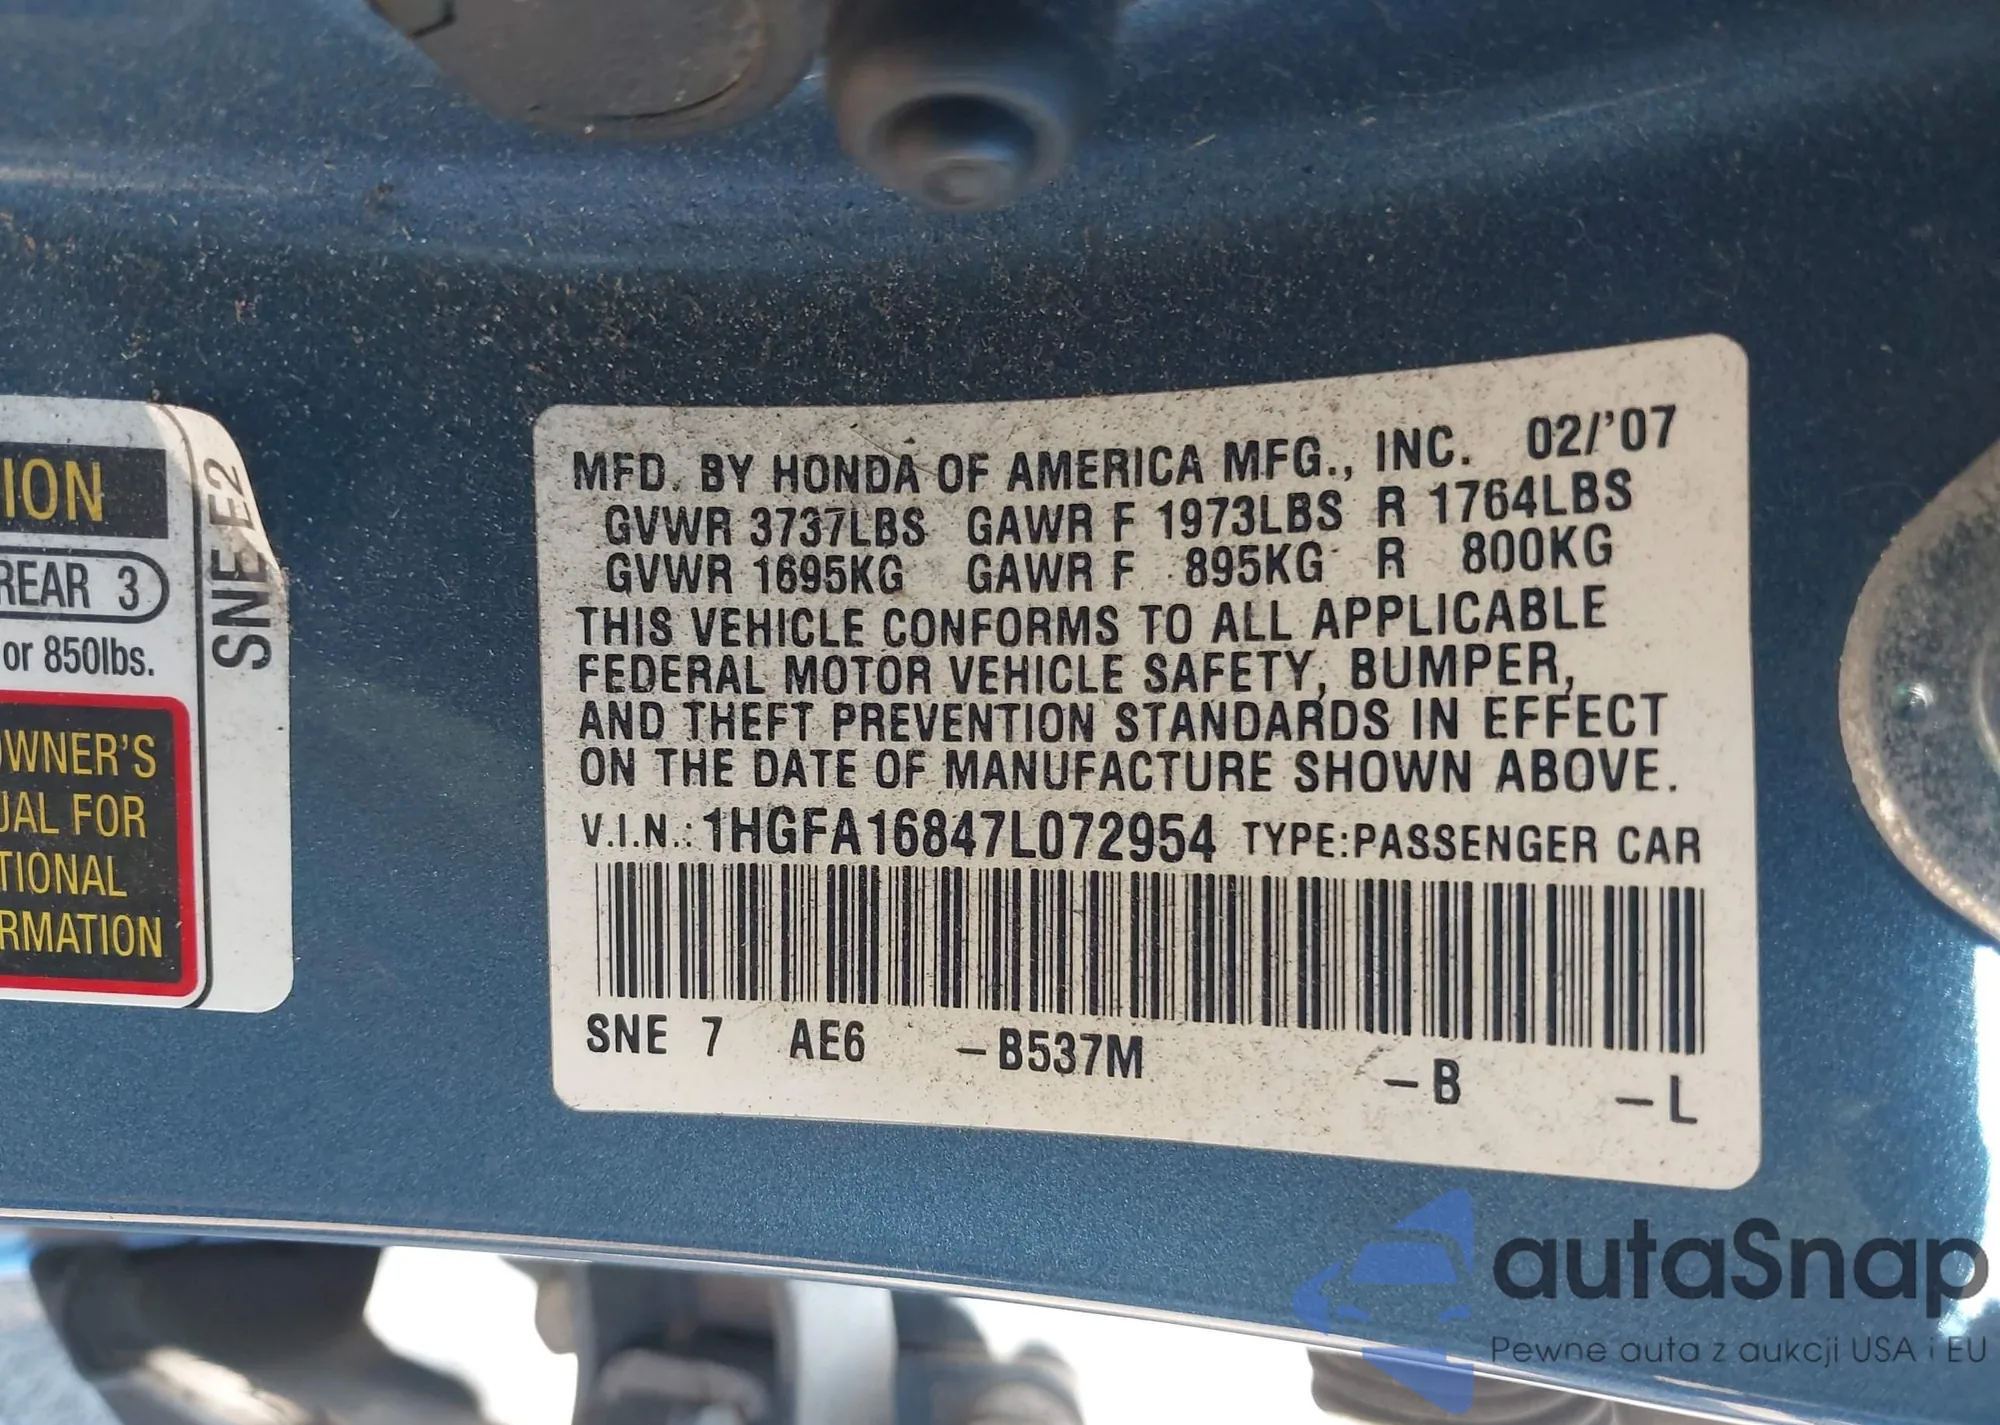 ION
REAR 3
or 850lbs.
OWNER'S
UAL FOR
TIONAL
RMATION
SNE E2
MFD. BY HONDA OF AMERICA MFG., INC. 02/'07
GVWR 3737LBS GAWR F 1973LBS R 1764LBS
GVWR 1695KG GAWR F 895KG R 800KG
THIS VEHICLE CONFORMS TO ALL APPLICABLE
FEDERAL MOTOR VEHICLE SAFETY, BUMPER,
AND THEFT PREVENTION STANDARDS IN EFFECT
ON THE DATE OF MANUFACTURE SHOWN ABOVE.
V.I.N.: 1HGFA16847L072954 TYPE:PASSENGER CAR
SNE 7 AE6 –B537M –B –L
autaSnap
Pewne auta z aukcji USA i EU